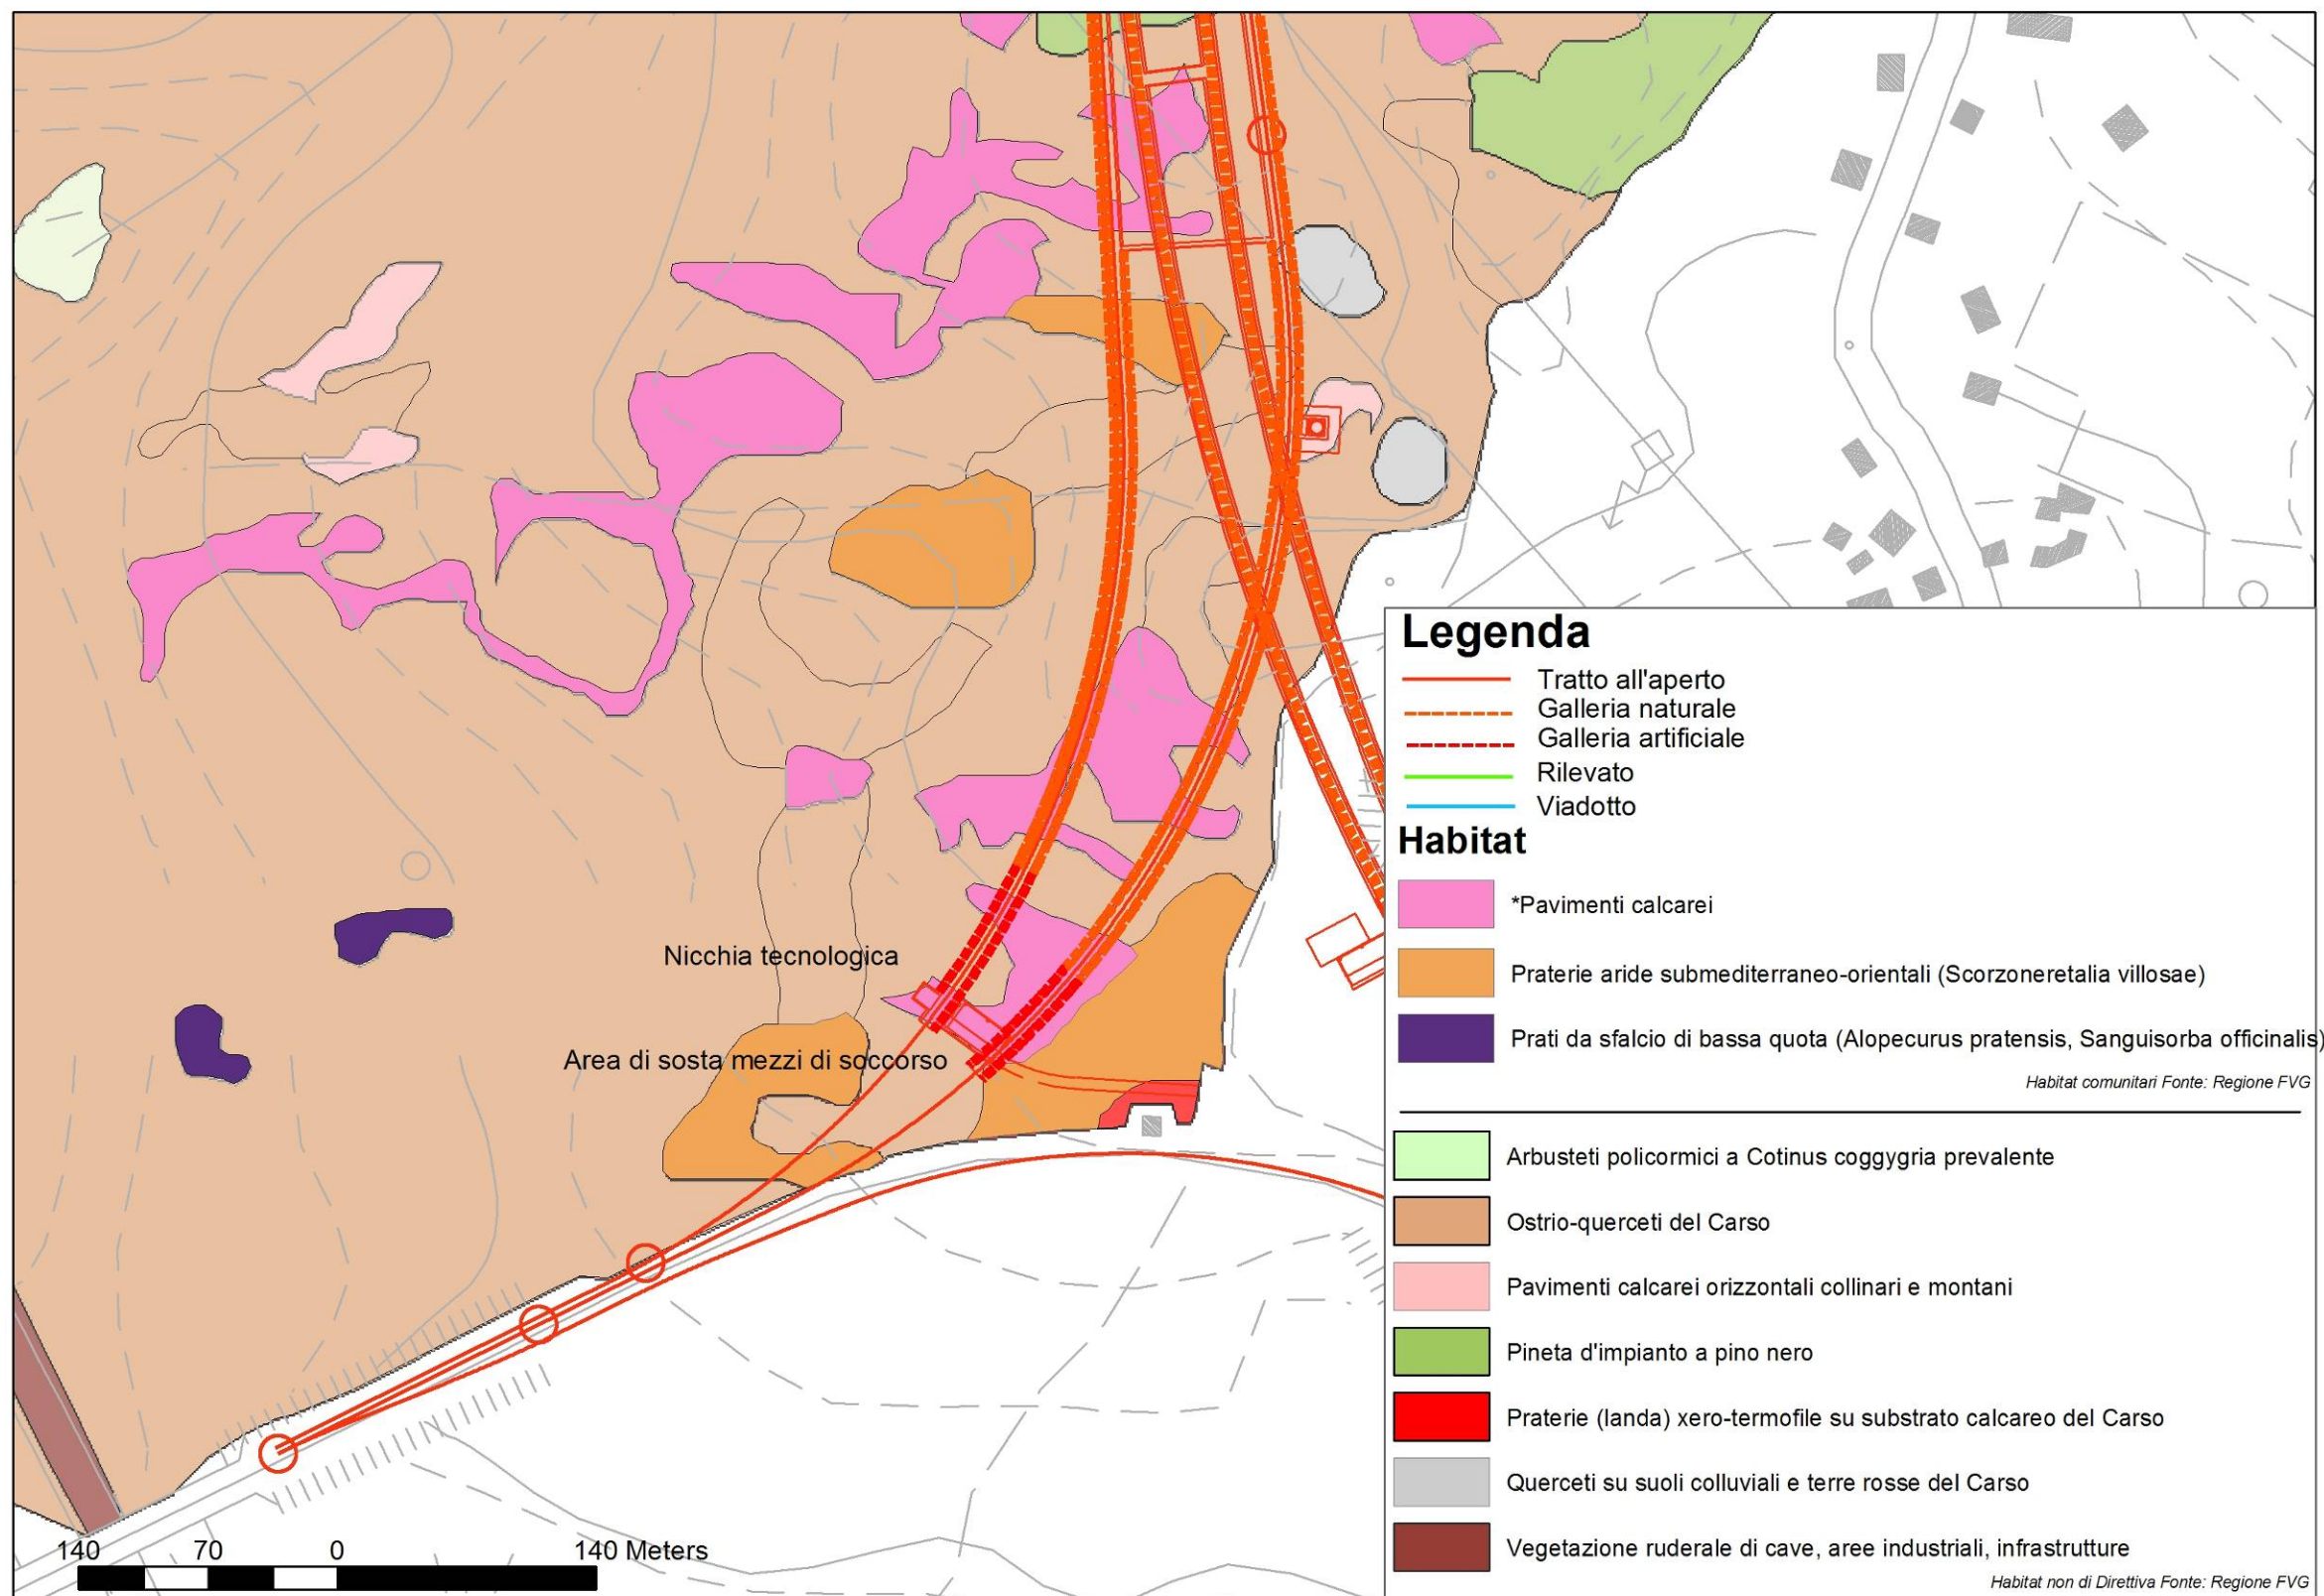 Nicchia tecnologica
Area di sosta mezzi di soccorso
140 70 0 140 Meters
Legenda
Tratto all'aperto
Galleria naturale
Galleria artificiale
Rilevato
Viadotto
Habitat
*Pavimenti calcarei
Praterie aride submediterraneo-orientali (Scorzoneretalia villosae)
Prati da sfalcio di bassa quota (Alopecurus pratensis, Sanguisorba officinalis)
Habitat comunitari Fonte: Regione FVG
Arbusteti policormici a Cotinus coggygria prevalente
Ostrio-querceti del Carso
Pavimenti calcarei orizzontali collinari e montani
Pineta d'impianto a pino nero
Praterie (landa) xero-termofile su substrato calcareo del Carso
Querceti su suoli colluviali e terre rosse del Carso
Vegetazione ruderale di cave, aree industriali, infrastrutture
Habitat non di Direttiva Fonte: Regione FVG